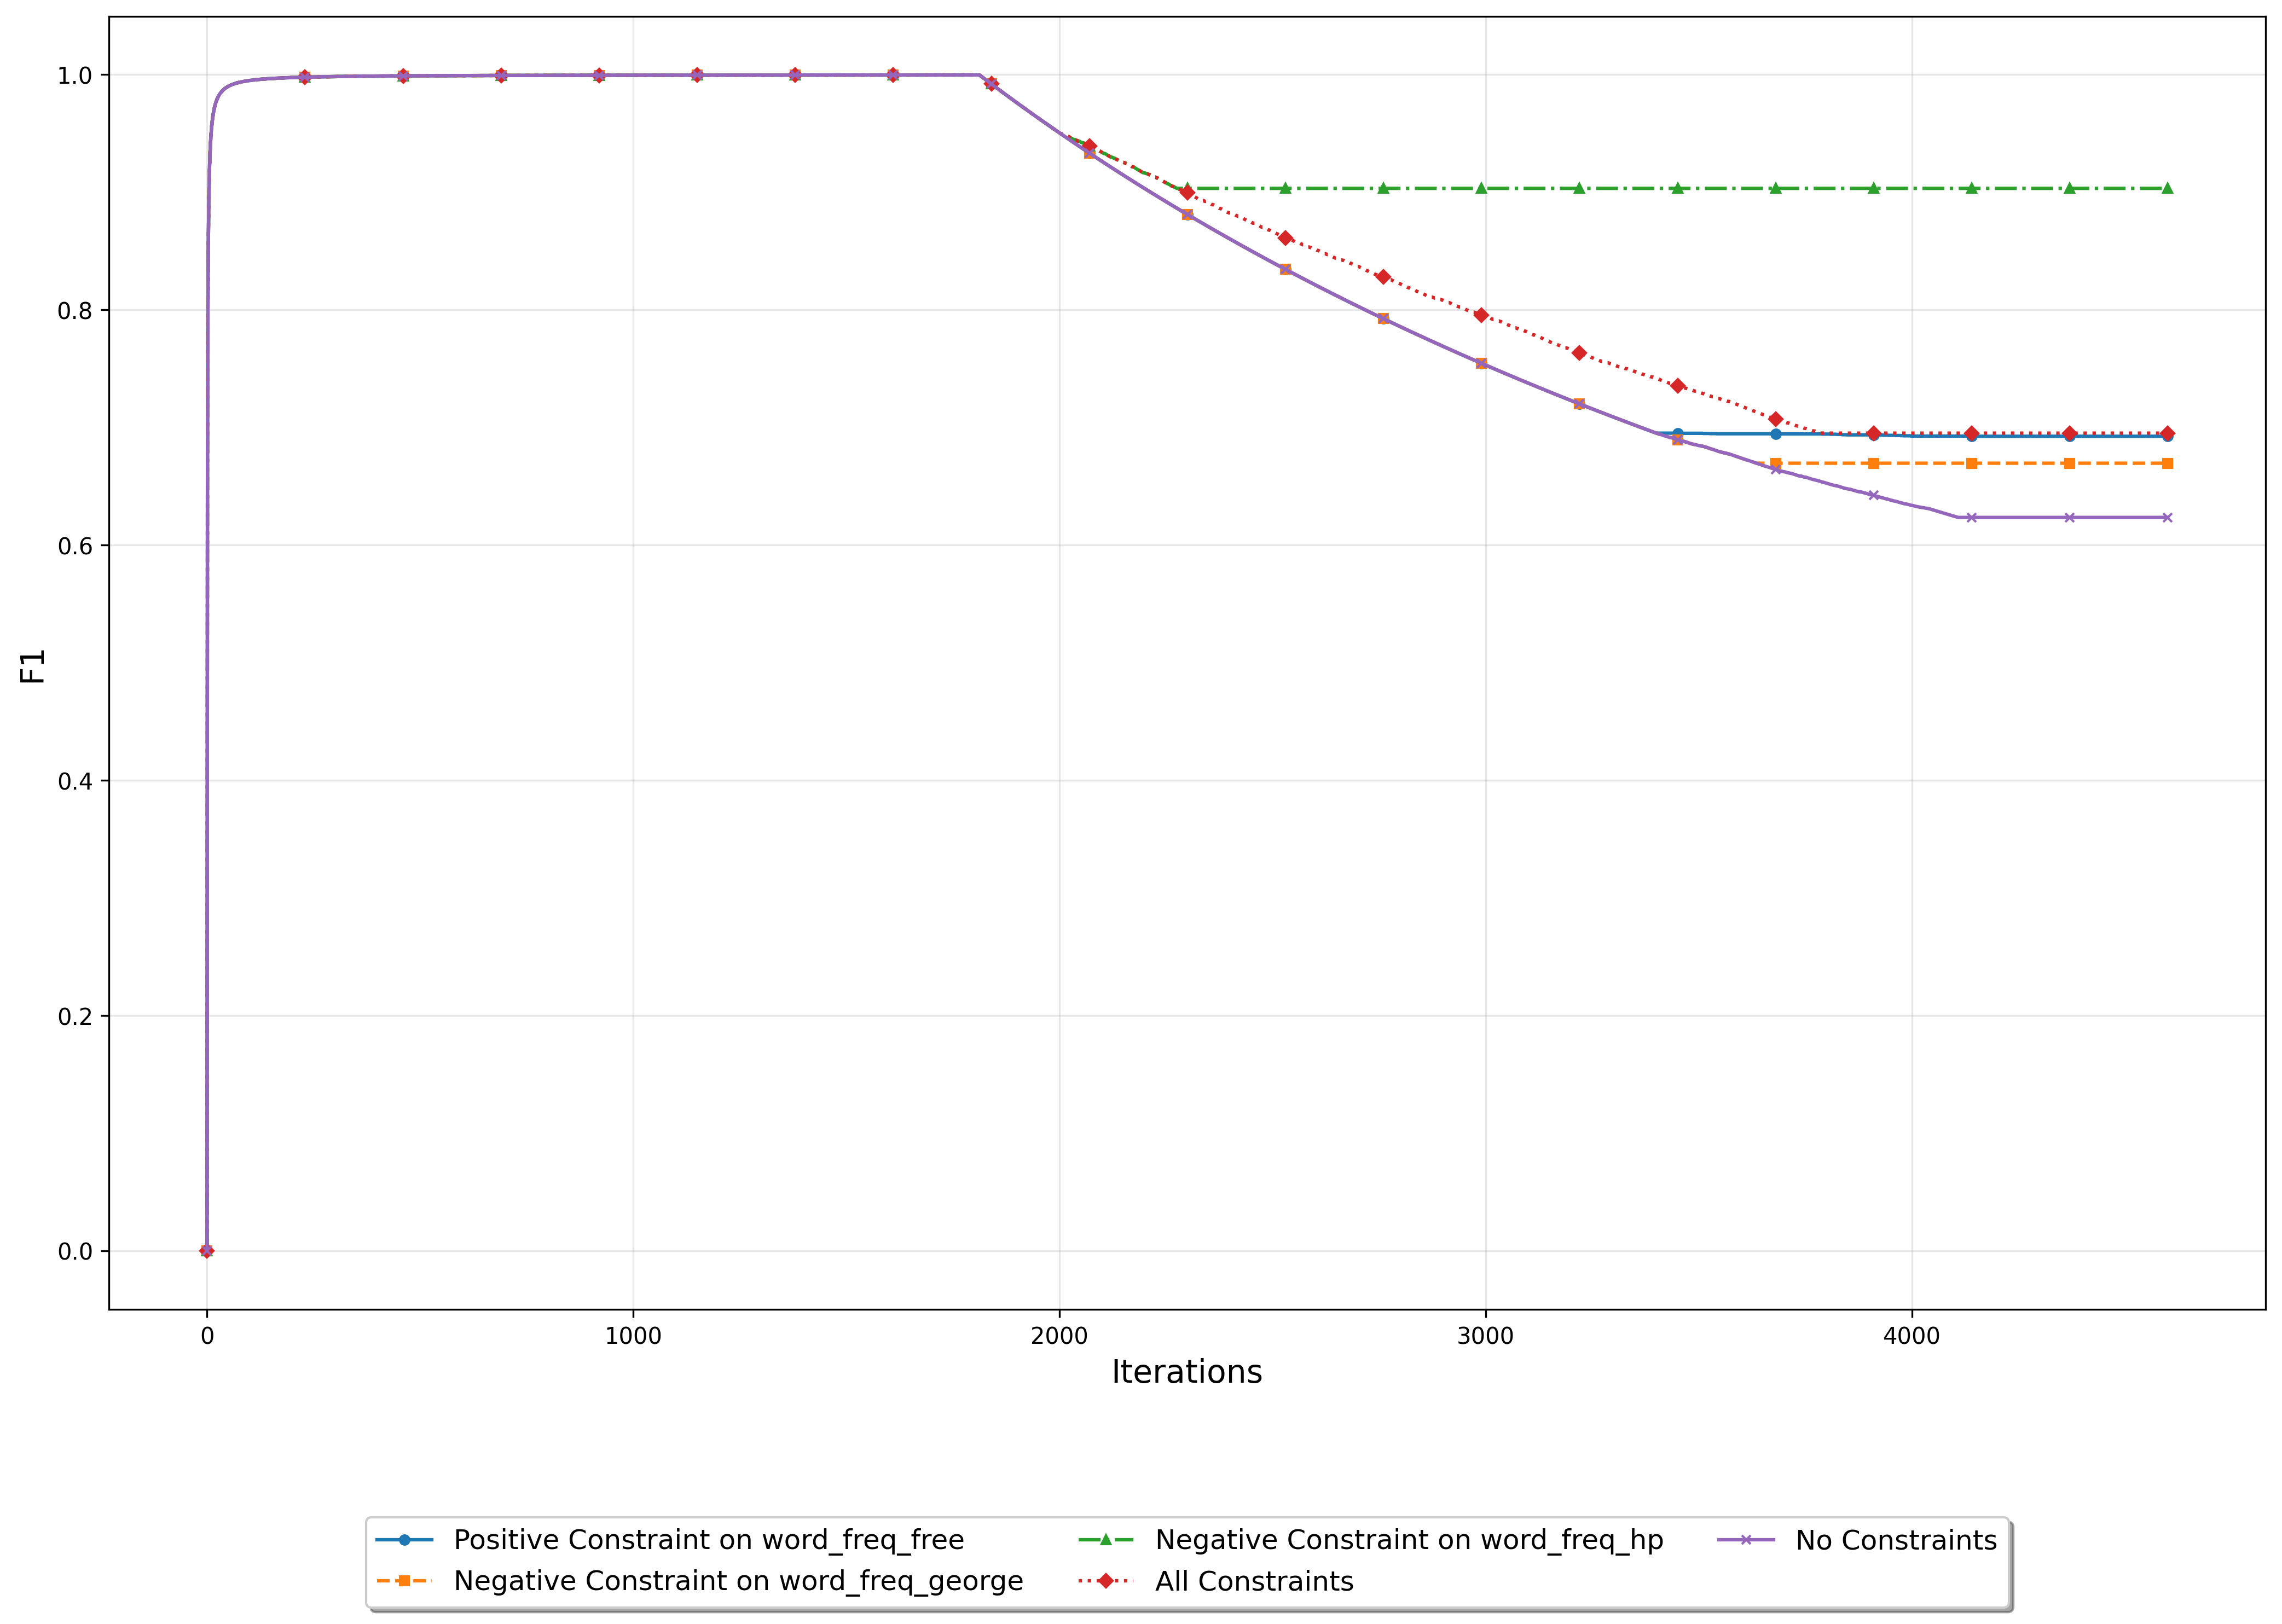 1.0
0.8
0.6
0.4
0.2
0.0
F1
0 1000 2000 3000 4000
Iterations
Positive Constraint on word_freq_free
Negative Constraint on word_freq_george
Negative Constraint on word_freq_hp
All Constraints
No Constraints